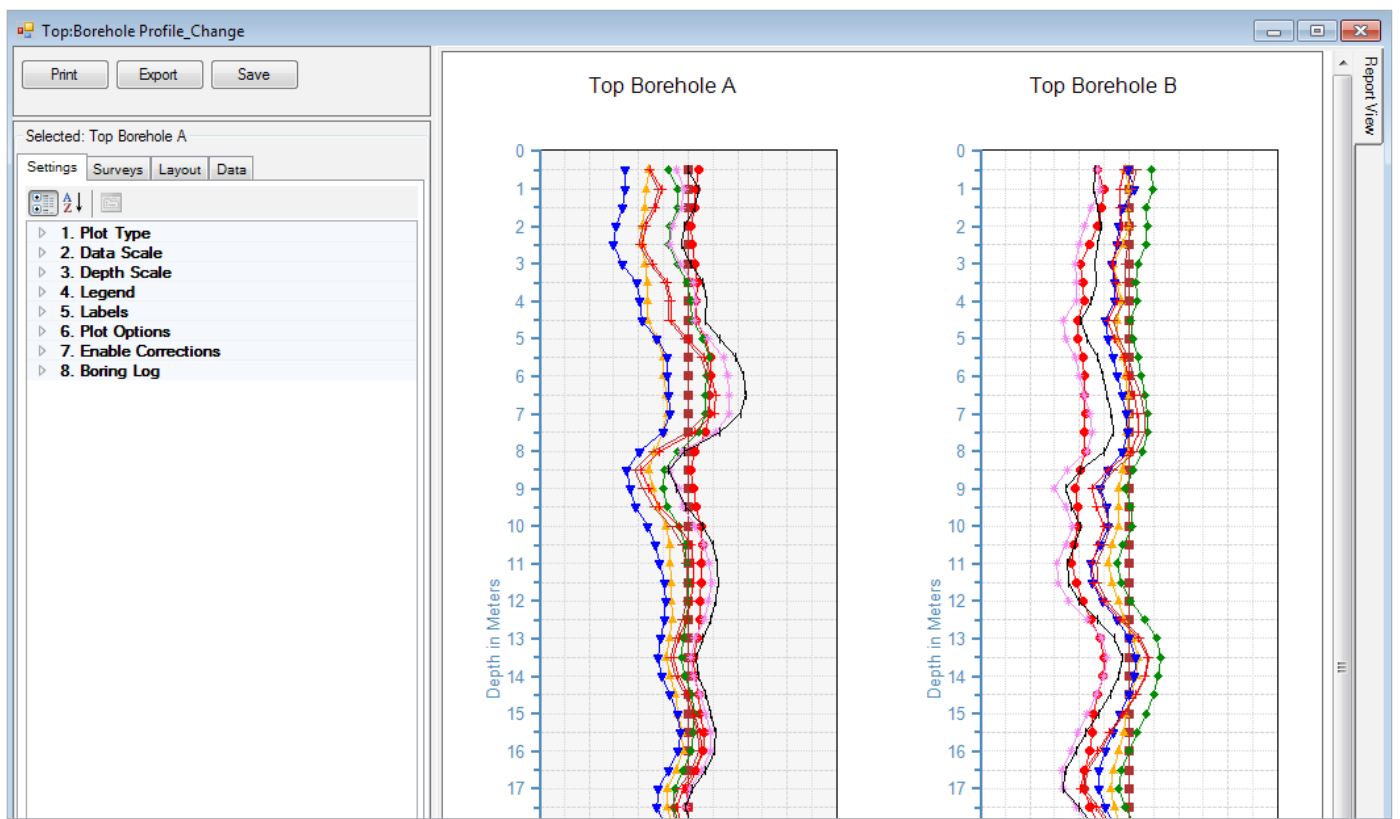 Top:Borehole Profile_Change
Print Export Save
Selected: Top Borehole A
Settings Surveys Layout Data
A
Z
1. Plot Type
2. Data Scale
3. Depth Scale
4. Legend
5. Labels
6. Plot Options
7. Enable Corrections
8. Boring Log
Top Borehole A
0
1
2
3
4
5
6
7
8
9
10
11
12
13
14
15
16
17
Depth in Meters
Top Borehole B
0
1
2
3
4
5
6
7
8
9
10
11
12
13
14
15
16
17
Depth in Meters
Report View